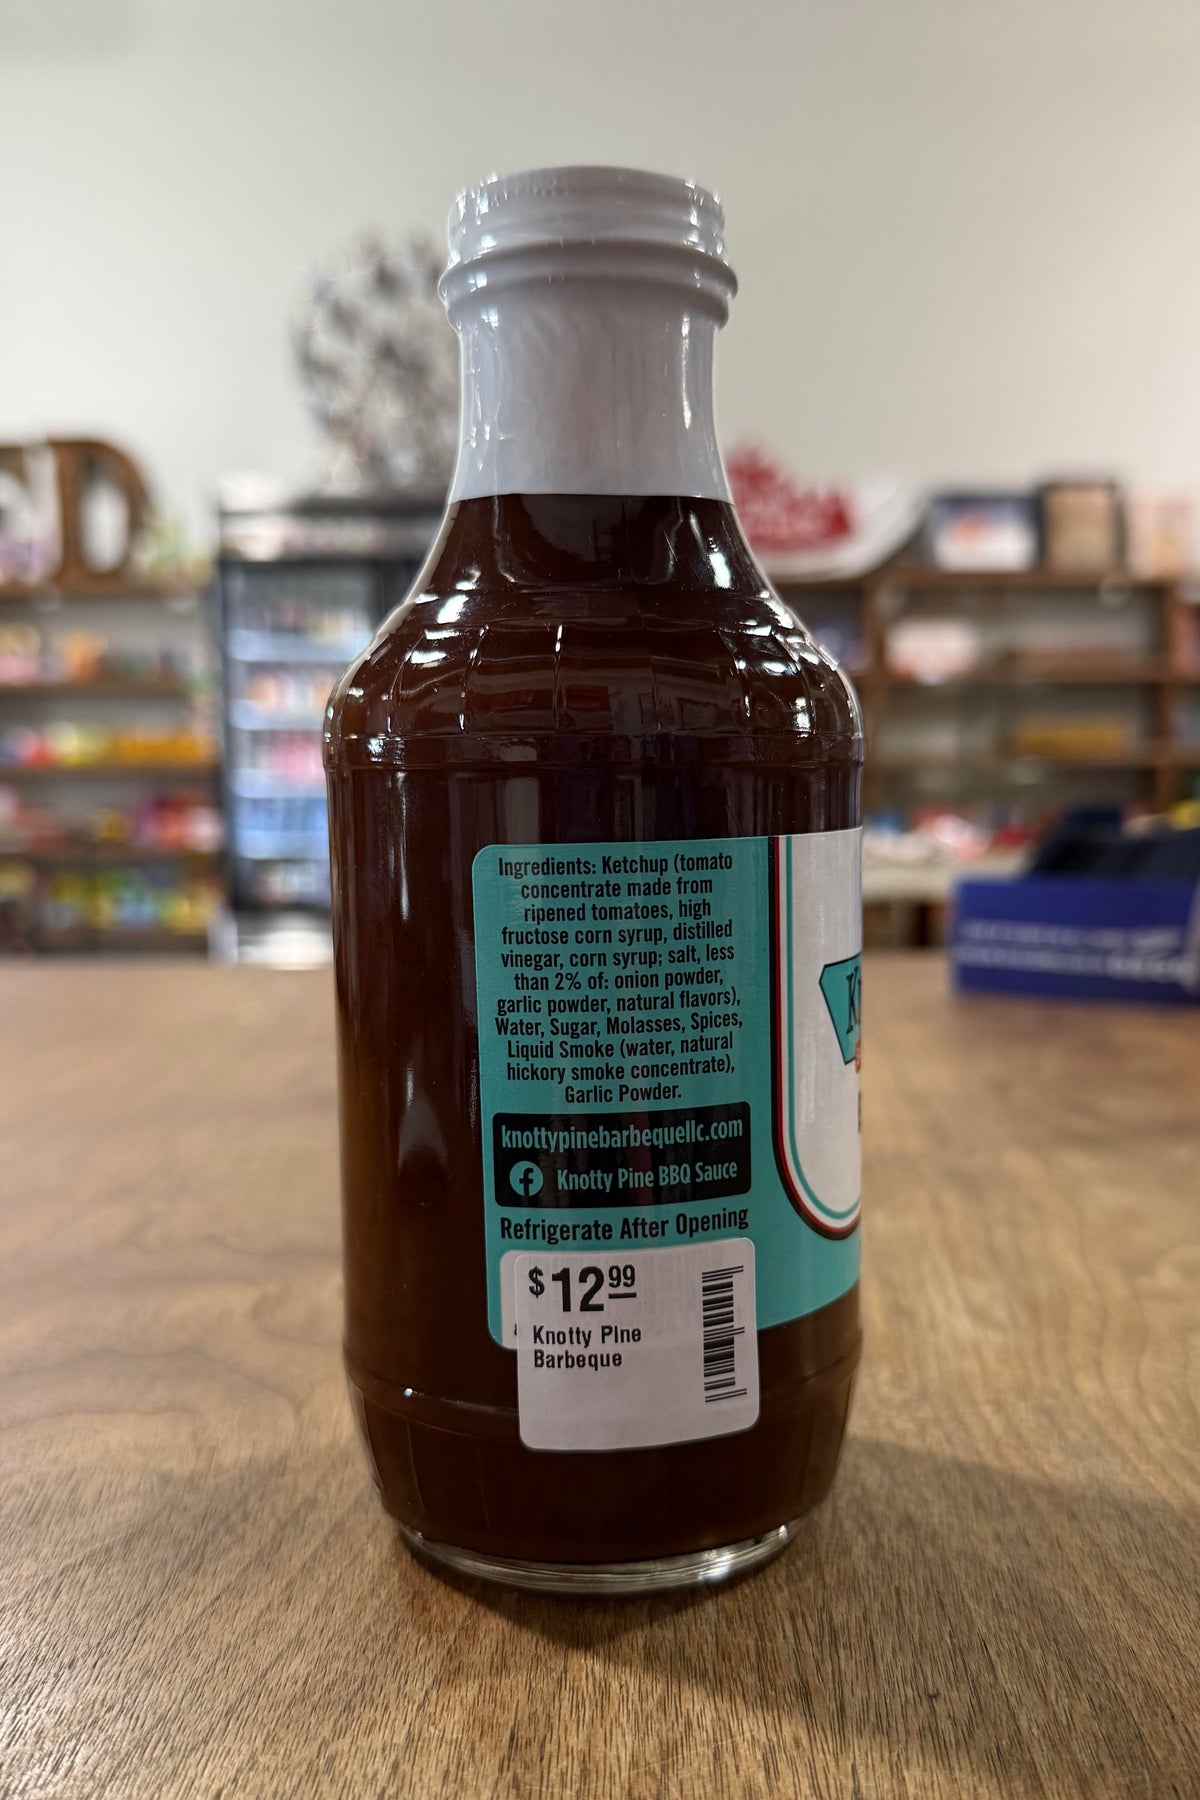 ED
Ingredients: Ketchup (tomato
concentrate made from
ripened tomatoes, high
fructose corn syrup, distilled
vinegar, corn syrup; salt, less
than 2% of: onion powder,
garlic powder, natural flavors),
Water, Sugar, Molasses, Spices,
Liquid Smoke (water, natural
hickory smoke concentrate),
Garlic Powder.
knottypinebarbequellc.com
Knotty Pine BBQ Sauce
Refrigerate After Opening
$12.99
Knotty Pine
Barbeque